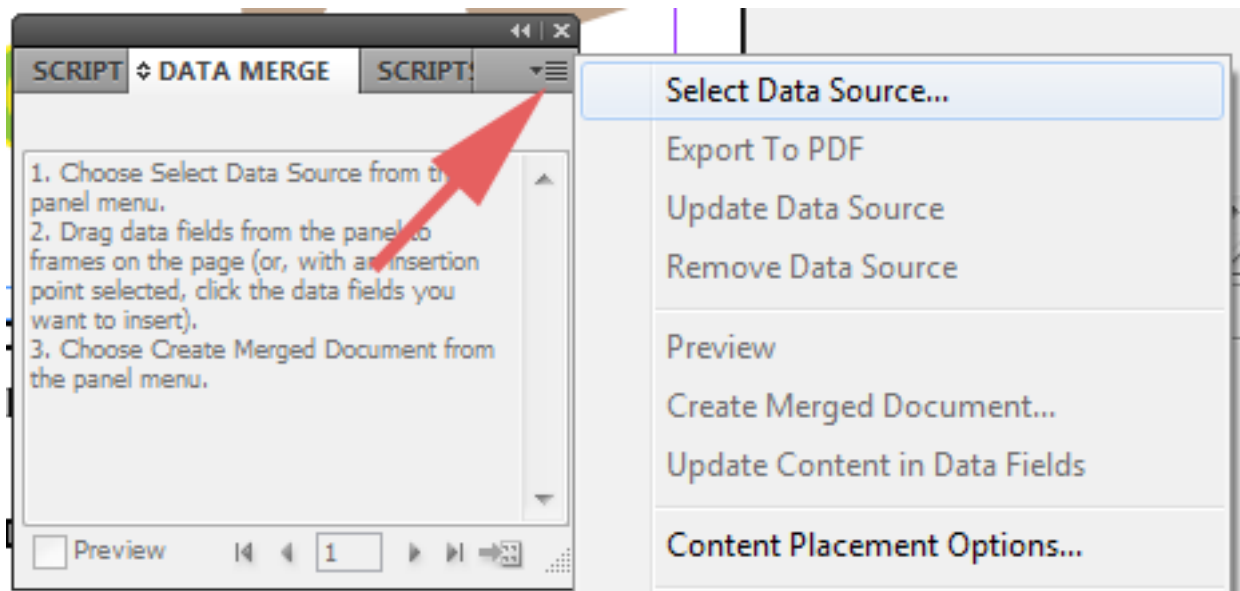 SCRIPT DATA MERGE SCRIPTS
1. Choose Select Data Source from
panel menu.
2. Drag data fields from the panel to
frames on the page (or, with an insertion
point selected, click the data fields you
want to insert).
3. Choose Create Merged Document from
the panel menu.
Preview 1
Select Data Source...
Export To PDF
Update Data Source
Remove Data Source
Preview
Create Merged Document...
Update Content in Data Fields
Content Placement Options...